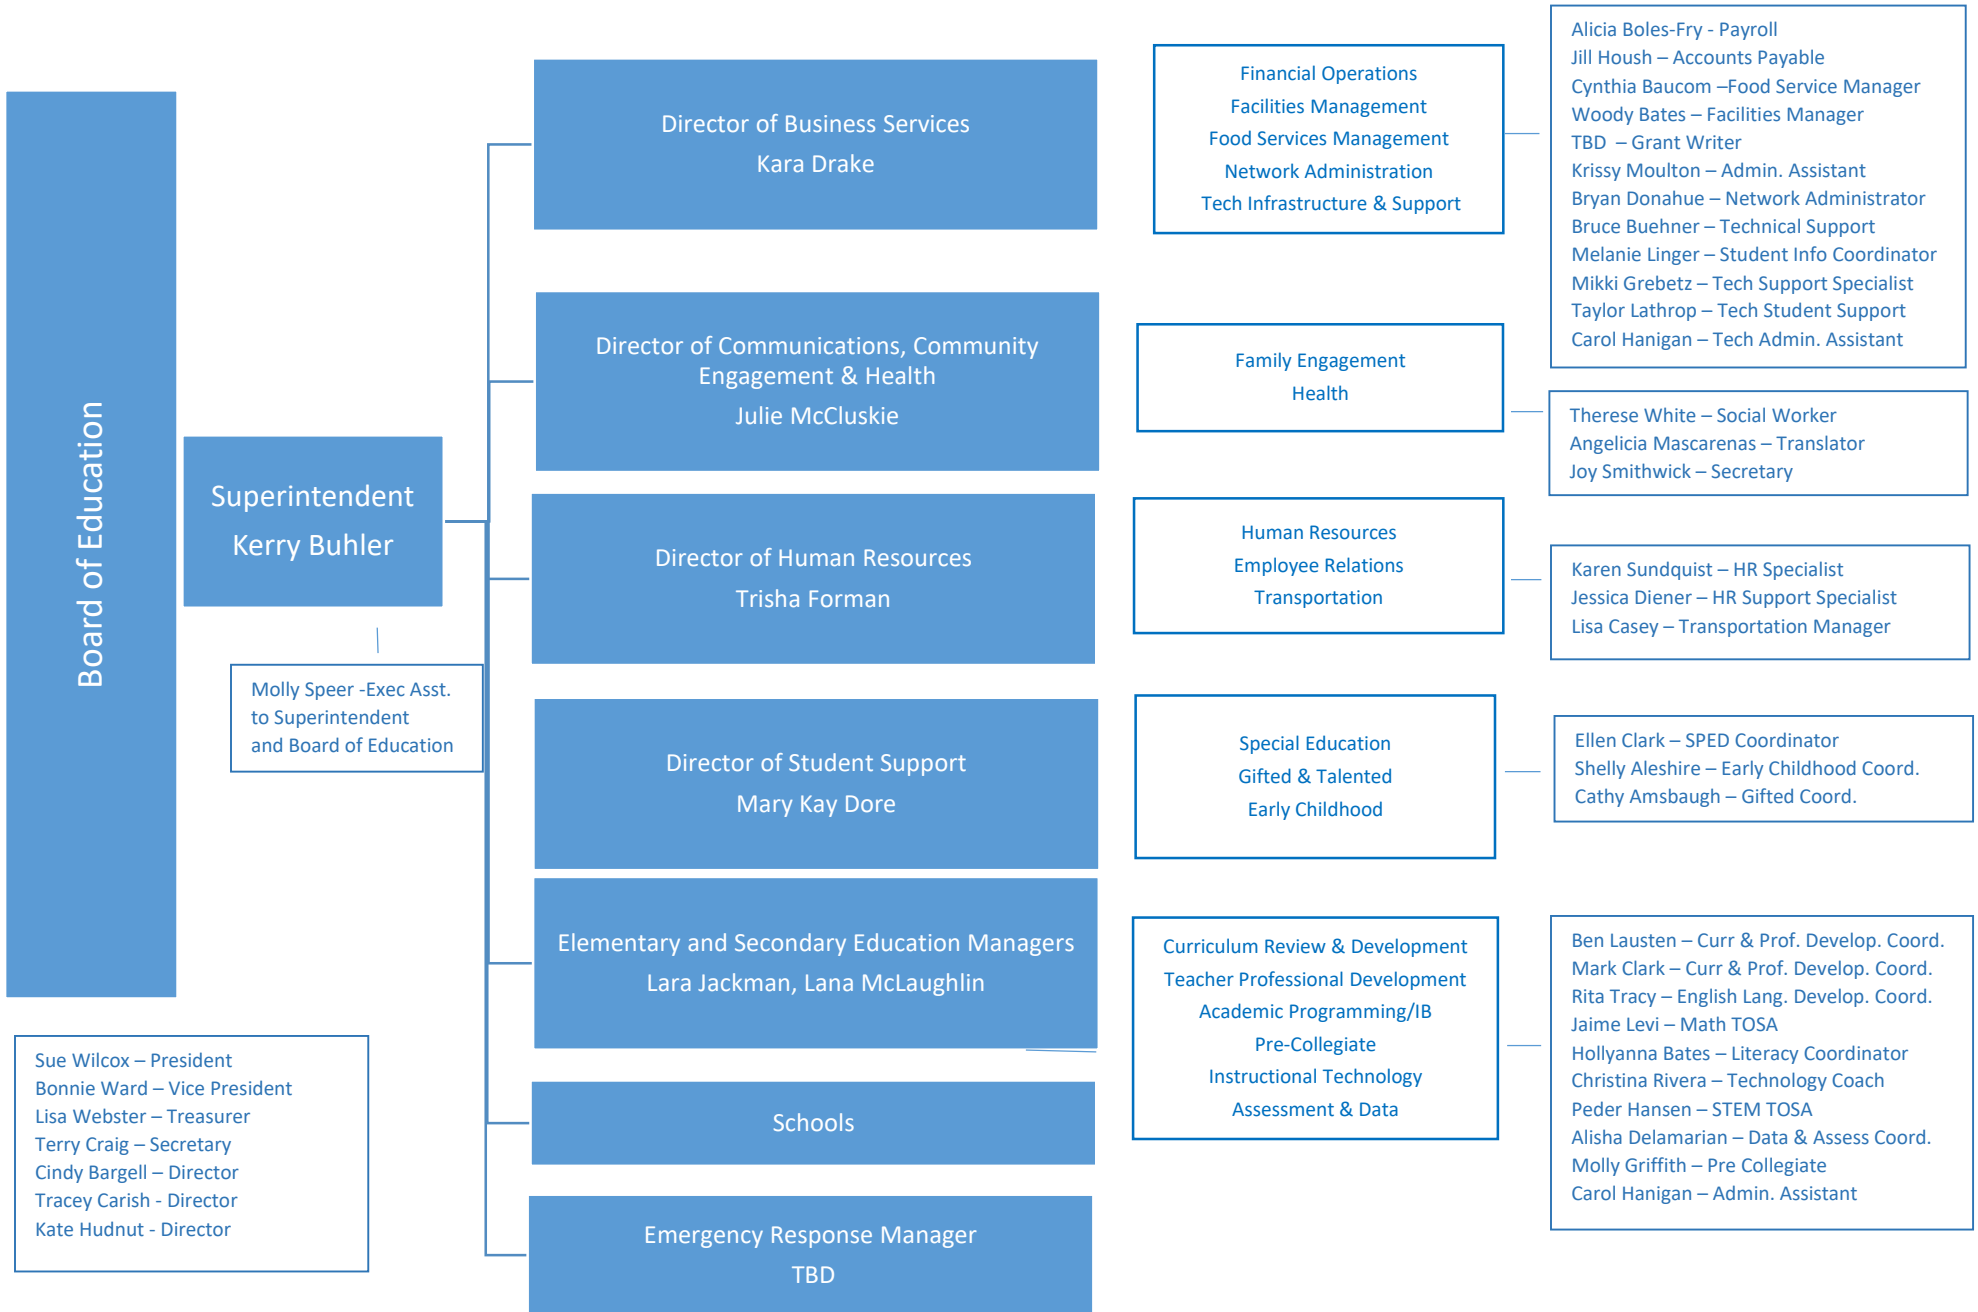 Board of Education
Sue Wilcox – President
Bonnie Ward – Vice President
Lisa Webster – Treasurer
Terry Craig – Secretary
Cindy Bargell – Director
Tracey Carish - Director
Kate Hudnut - Director
Superintendent
Kerry Buhler
Molly Speer -Exec Asst.
to Superintendent
and Board of Education
Director of Business Services
Kara Drake
Financial Operations
Facilities Management
Food Services Management
Network Administration
Tech Infrastructure & Support
Alicia Boles-Fry - Payroll
Jill Housh – Accounts Payable
Cynthia Baucom –Food Service Manager
Woody Bates – Facilities Manager
TBD  – Grant Writer
Krissy Moulton – Admin. Assistant
Bryan Donahue – Network Administrator
Bruce Buehner – Technical Support
Melanie Linger – Student Info Coordinator
Mikki Grebetz – Tech Support Specialist
Taylor Lathrop – Tech Student Support
Carol Hanigan – Tech Admin. Assistant
Director of Communications, Community
Engagement & Health
Julie McCluskie
Family Engagement
Health
Therese White – Social Worker
Angelicia Mascarenas – Translator
Joy Smithwick – Secretary
Director of Human Resources
Trisha Forman
Human Resources
Employee Relations
Transportation
Karen Sundquist – HR Specialist
Jessica Diener – HR Support Specialist
Lisa Casey – Transportation Manager
Director of Student Support
Mary Kay Dore
Special Education
Gifted & Talented
Early Childhood
Ellen Clark – SPED Coordinator
Shelly Aleshire – Early Childhood Coord.
Cathy Amsbaugh – Gifted Coord.
Elementary and Secondary Education Managers
Lara Jackman, Lana McLaughlin
Curriculum Review & Development
Teacher Professional Development
Academic Programming/IB
Pre-Collegiate
Instructional Technology
Assessment & Data
Ben Lausten – Curr & Prof. Develop. Coord.
Mark Clark – Curr & Prof. Develop. Coord.
Rita Tracy – English Lang. Develop. Coord.
Jaime Levi – Math TOSA
Hollyanna Bates – Literacy Coordinator
Christina Rivera – Technology Coach
Peder Hansen – STEM TOSA
Alisha Delamarian – Data & Assess Coord.
Molly Griffith – Pre Collegiate
Carol Hanigan – Admin. Assistant
Schools
Emergency Response Manager
TBD